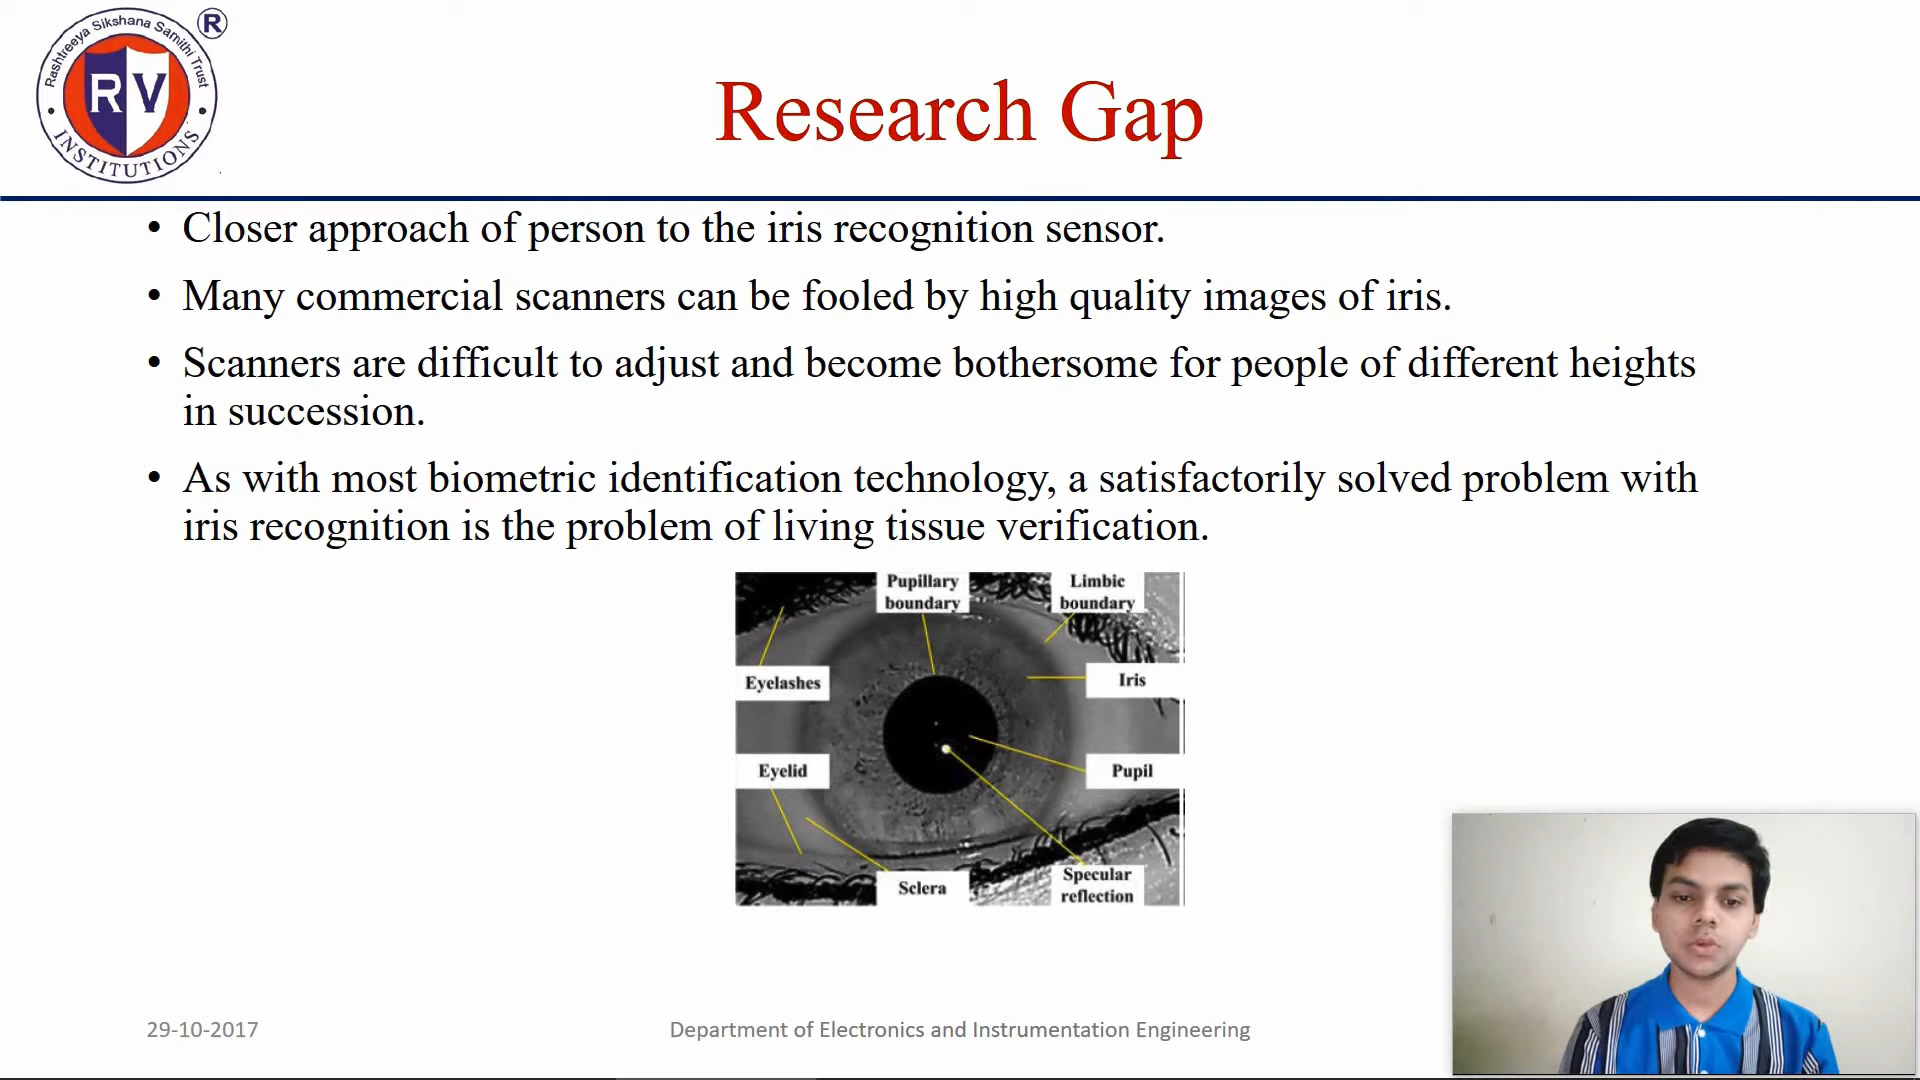 Rashtreeya Sikshana Samithi Trust
®
RV
INSTITUTIONS
Research Gap
• Closer approach of person to the iris recognition sensor.
• Many commercial scanners can be fooled by high quality images of iris.
• Scanners are difficult to adjust and become bothersome for people of different heights
in succession.
• As with most biometric identification technology, a satisfactorily solved problem with
iris recognition is the problem of living tissue verification.
Pupillary
boundary
Limbic
boundary
Eyelashes
Iris
Eyelid
Pupil
Sclera
Specular
reflection
29-10-2017
Department of Electronics and Instrumentation Engineering